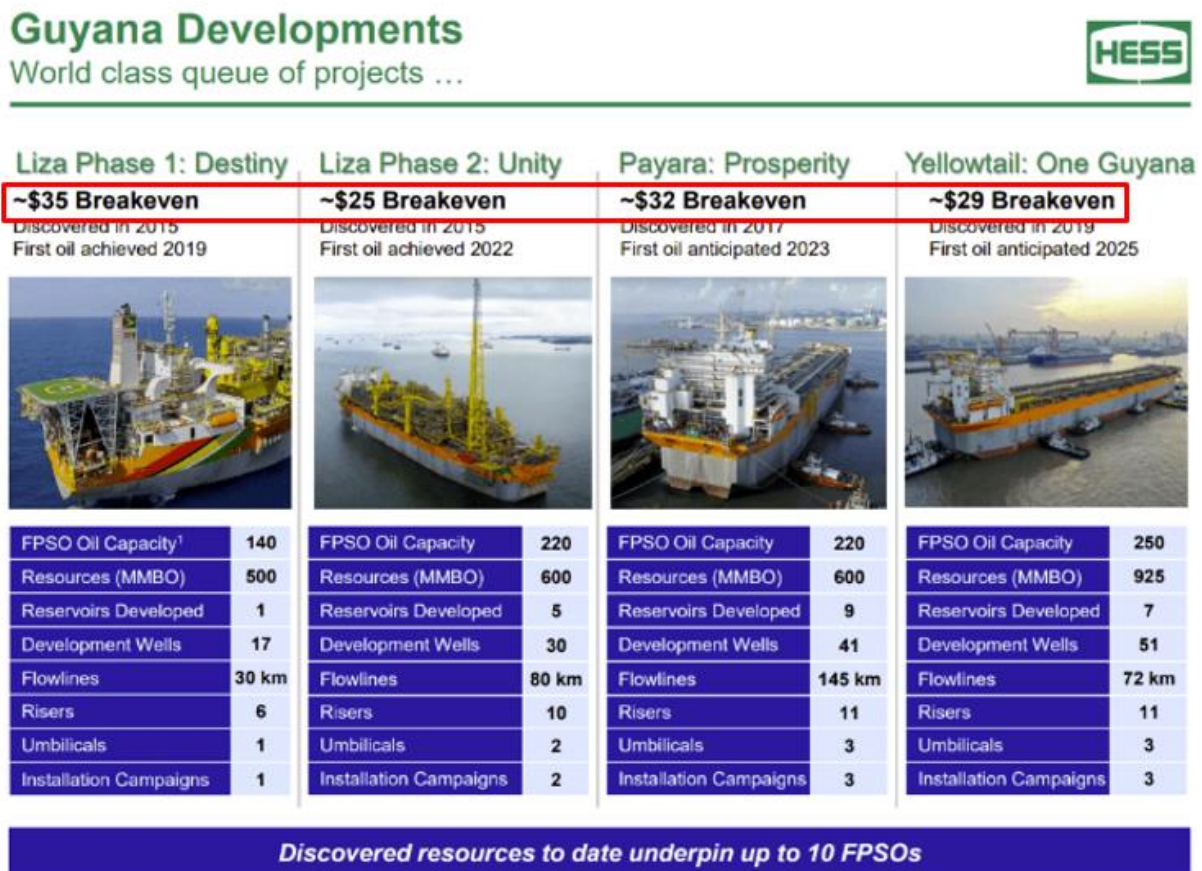 Guyana Developments
World class queue of projects ...
HESS
Liza Phase 1: Destiny
~$35 Breakeven
Discovered in 2015
First oil achieved 2019
FPSO Oil Capacity¹ 140
Resources (MMBO) 500
Reservoirs Developed 1
Development Wells 17
Flowlines 30 km
Risers 6
Umbilicals 1
Installation Campaigns 1
Liza Phase 2: Unity
~$25 Breakeven
Discovered in 2015
First oil achieved 2022
FPSO Oil Capacity 220
Resources (MMBO) 600
Reservoirs Developed 5
Development Wells 30
Flowlines 80 km
Risers 10
Umbilicals 2
Installation Campaigns 2
Payara: Prosperity
~$32 Breakeven
Discovered in 2017
First oil anticipated 2023
FPSO Oil Capacity 220
Resources (MMBO) 600
Reservoirs Developed 9
Development Wells 41
Flowlines 145 km
Risers 11
Umbilicals 3
Installation Campaigns 3
Yellowtail: One Guyana
~$29 Breakeven
Discovered in 2019
First oil anticipated 2025
FPSO Oil Capacity 250
Resources (MMBO) 925
Reservoirs Developed 7
Development Wells 51
Flowlines 72 km
Risers 11
Umbilicals 3
Installation Campaigns 3
Discovered resources to date underpin up to 10 FPSOs